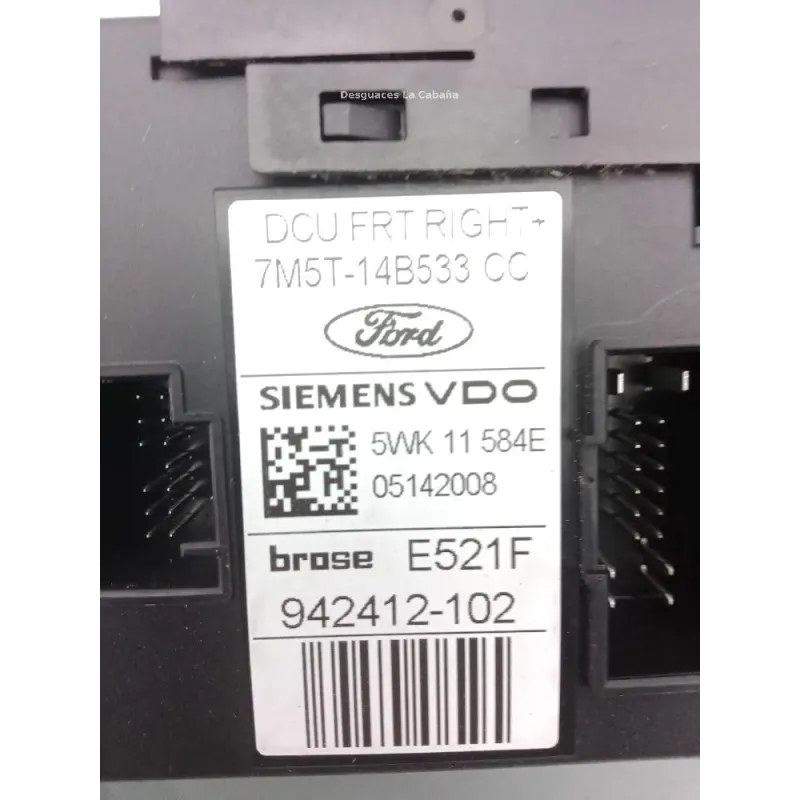 Desguaces La Cabaña
DCU FRT RIGHT+
7M5T-14B533 CC
Ford
SIEMENS VDO
5WK 11 584E
05142008
brose E521F
942412-102